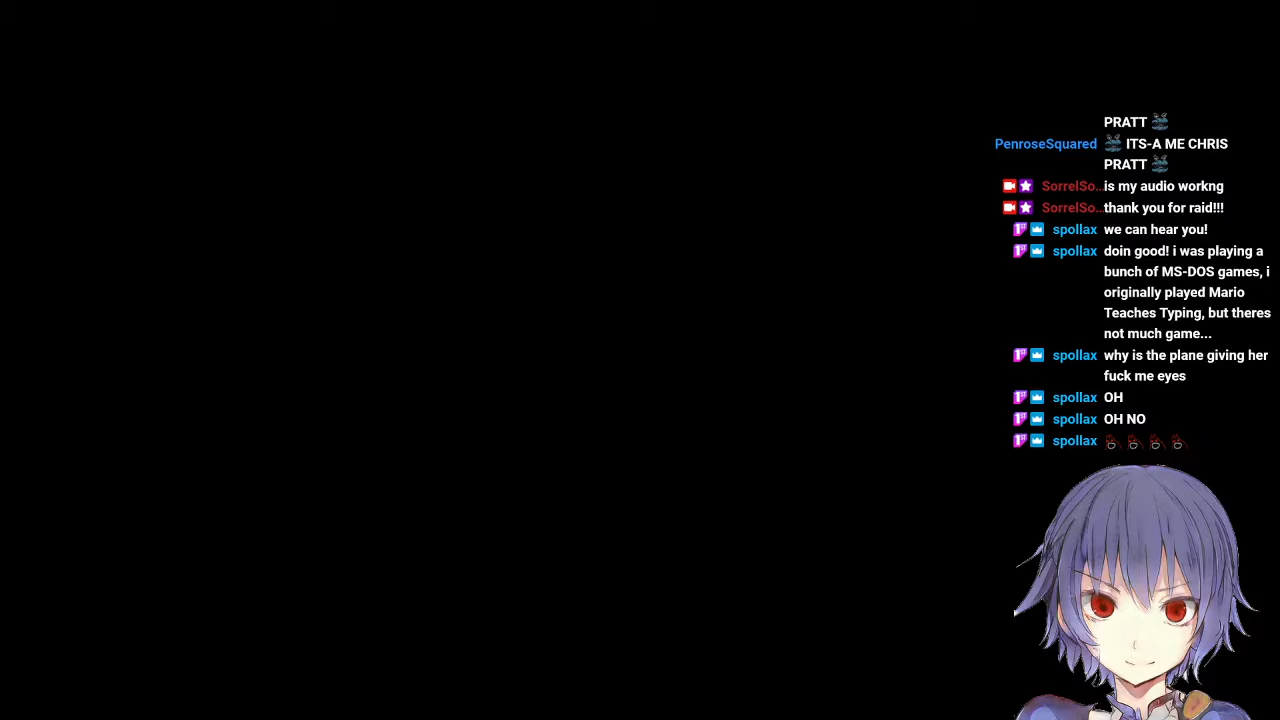 PRATT
PenroseSquared ITS-A ME CHRIS
PRATT
SorrelSo... is my audio workng
SorrelSo... thank you for raid!!!
spollax we can hear you!
spollax doin good! i was playing a
bunch of MS-DOS games, i
originally played Mario
Teaches Typing, but theres
not much game...
spollax why is the plane giving her
fuck me eyes
spollax OH
spollax OH NO
spollax